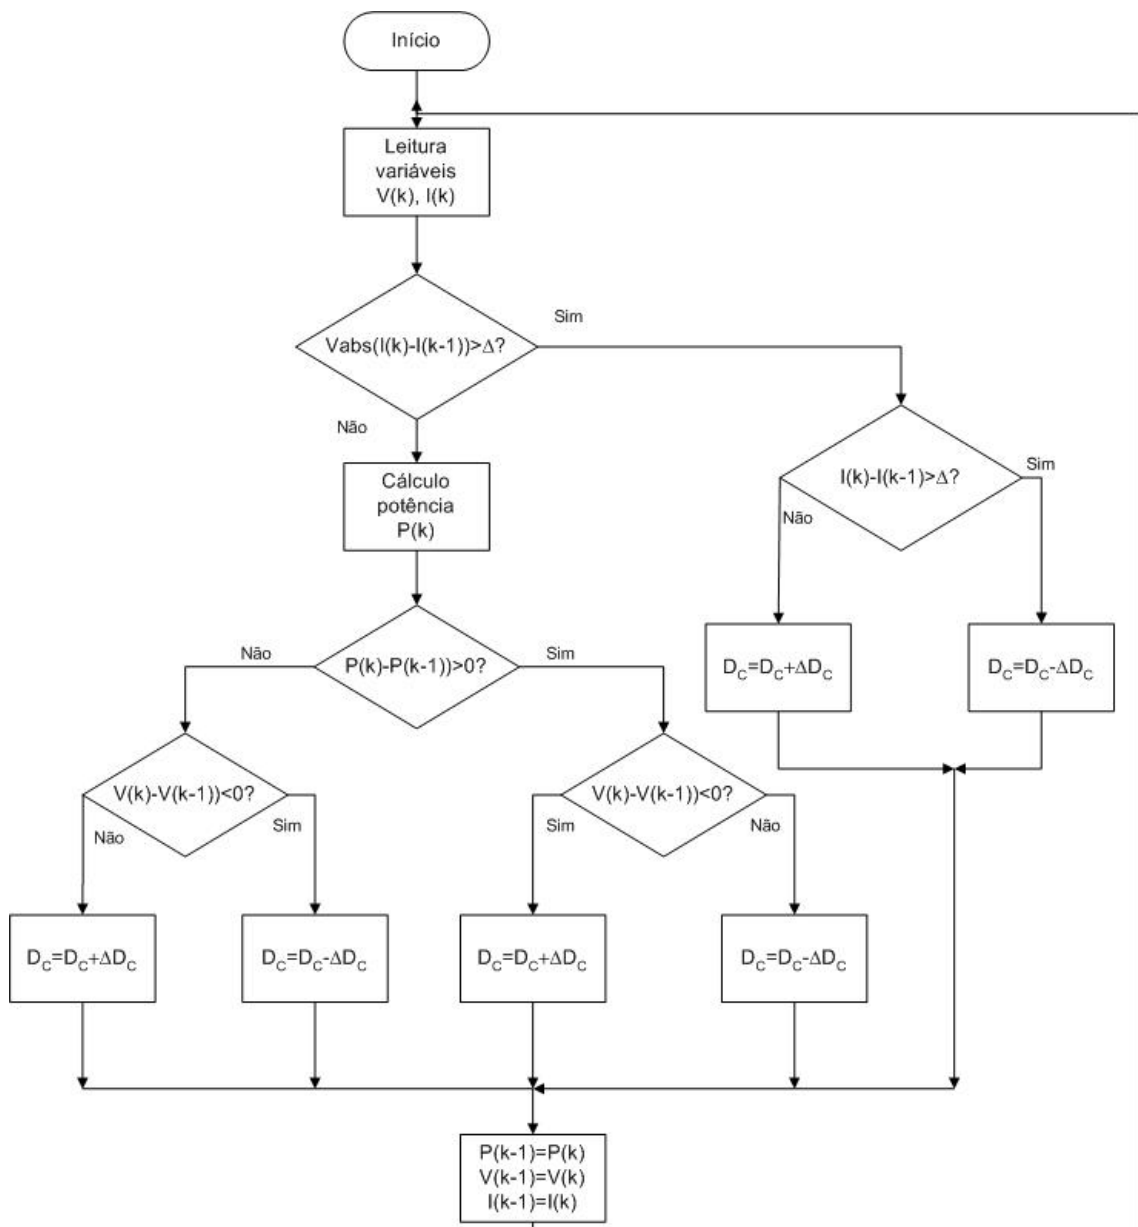 Início
Leitura
variáveis
V(k), I(k)
Vabs(I(k)-I(k-1))>Δ?
Sim
Não
I(k)-I(k-1)>Δ?
Sim
Não
Cálculo
potência
P(k)
P(k)-P(k-1))>0?
Não
Sim
D_C=D_C+ΔD_C
D_C=D_C-ΔD_C
V(k)-V(k-1))<0?
Não
Sim
V(k)-V(k-1))<0?
Sim
Não
D_C=D_C+ΔD_C
D_C=D_C-ΔD_C
D_C=D_C+ΔD_C
D_C=D_C-ΔD_C
P(k-1)=P(k)
V(k-1)=V(k)
I(k-1)=I(k)